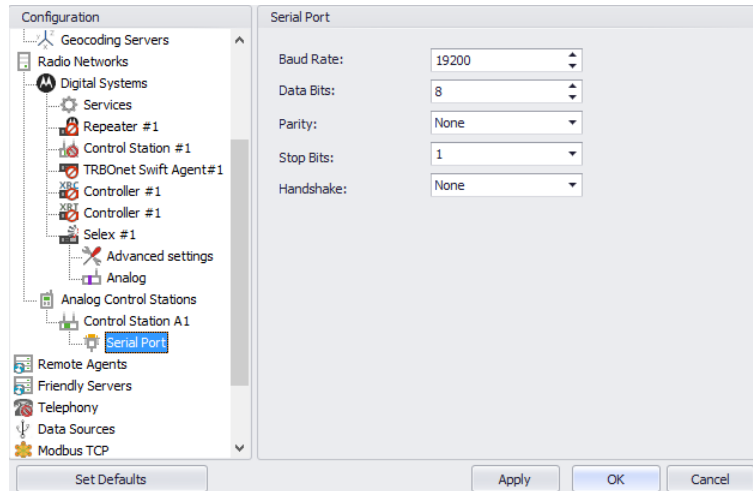 Configuration
Geocoding Servers
Radio Networks
Digital Systems
Services
Repeater #1
Control Station #1
TRBOnet Swift Agent#1
XRC Controller #1
XRT Controller #1
Selex #1
Advanced settings
Analog
Analog Control Stations
Control Station A1
Serial Port
Remote Agents
Friendly Servers
Telephony
Data Sources
Modbus TCP
Serial Port
Baud Rate: 19200
Data Bits: 8
Parity: None
Stop Bits: 1
Handshake: None
Set Defaults
Apply
OK
Cancel